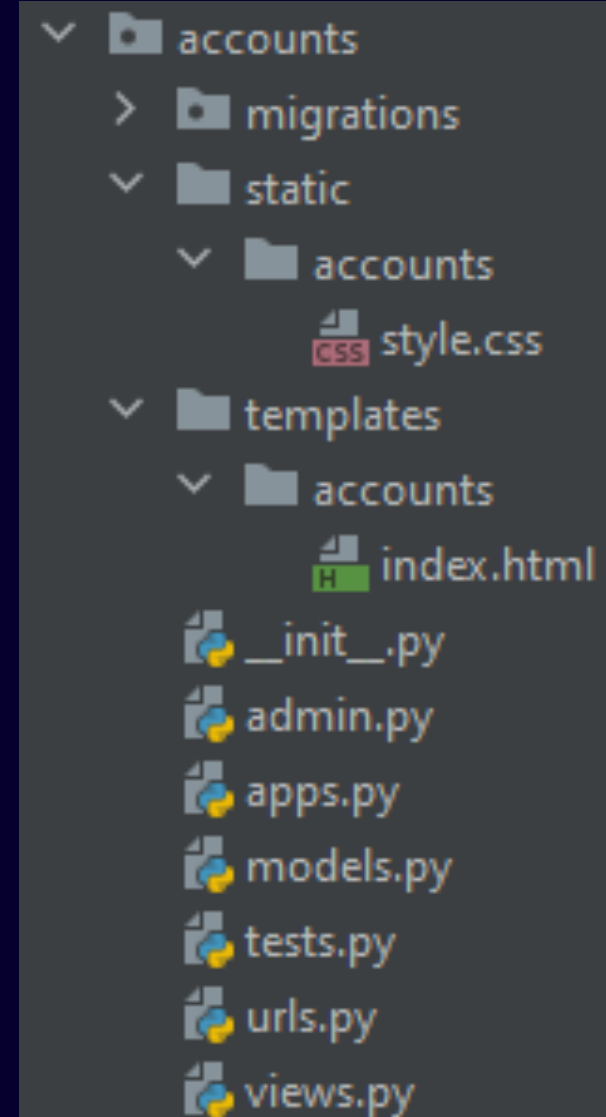 accounts
migrations
static
accounts
CSS style.css
templates
accounts
H index.html
__init__.py
admin.py
apps.py
models.py
tests.py
urls.py
views.py